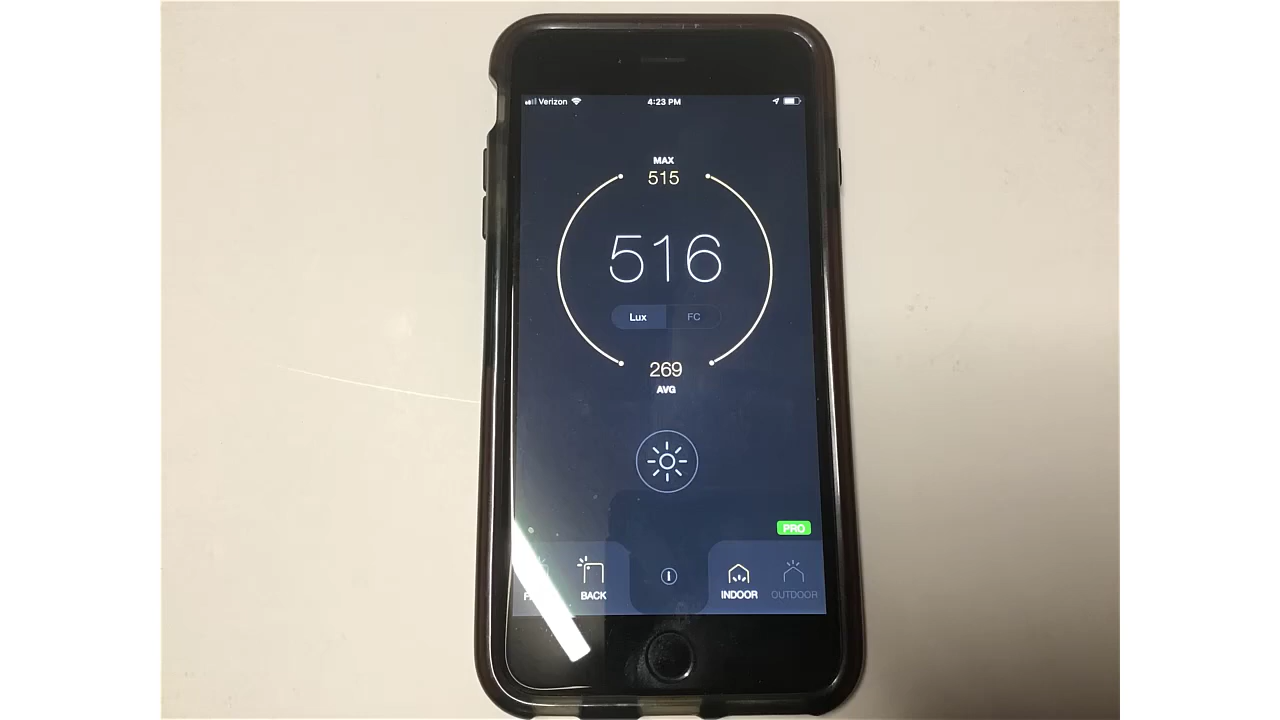 Verizon 4:23 PM
MAX
515
516
Lux FC
269
AVG
PRO
BACK INDOOR OUTDOOR